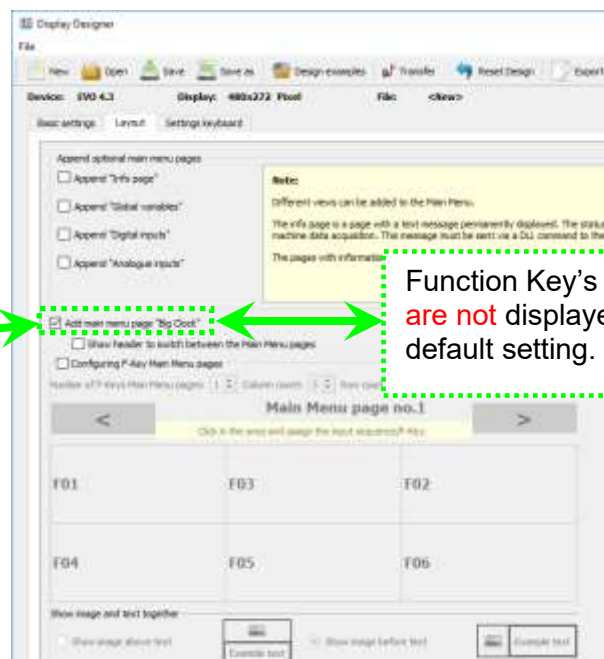 Display Designer
File
New Open Save Save as Design examples Transfer Reset Design Export
Device: EVO 4.3 Display: 480x272 Pixel File: <New>
Basic settings Layout Settings keyboard
Append optional main menu pages
Append "Info page"
Append "Global variables"
Append "Digital inputs"
Append "Analogue inputs"
Note:
Different views can be added to the Main Menu.
The info page is a page with a text message permanently displayed. The status
machine data acquisition. The message must be sent via a DLL command to the
The pages with information
Function Key's
are not displaye
default setting.
Add main menu page "Big Clock"
Show header to switch between the Main Menu pages
Configuring F-Key Main Menu pages
Number of F-Keys Main Menu pages: 1 Column count: 3 Row
< Main Menu page no.1 >
Click in the area and assign the input sequence/F-Key.
F01 F03 F02
F04 F05 F06
Show image and text together
Show image above text
Example text
Show image before text
Example text